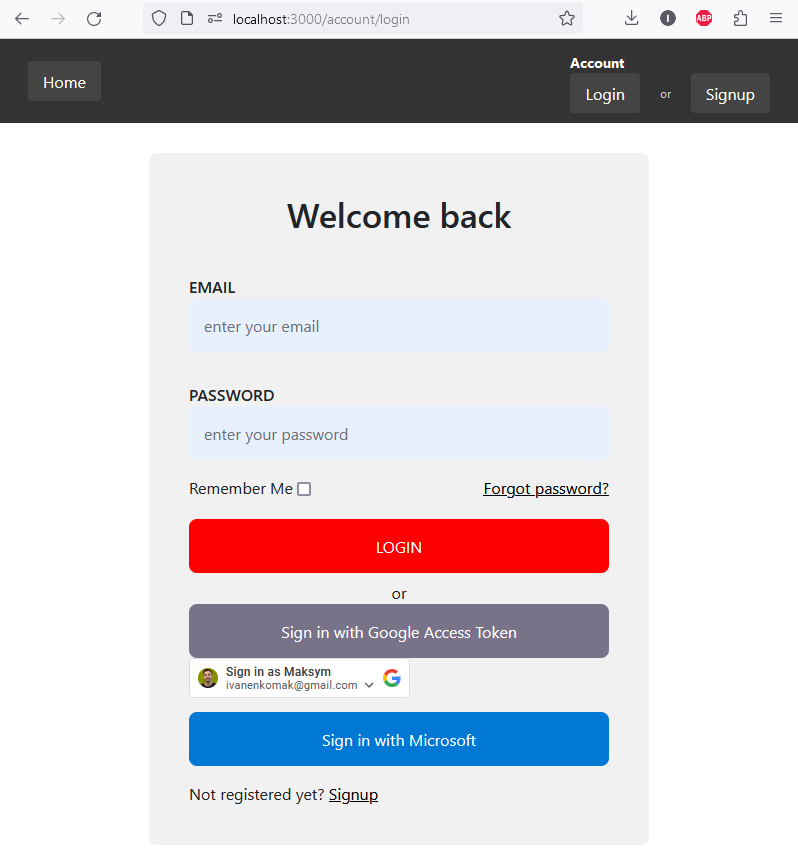 localhost:3000/account/login
I
ABP
Home
Account
Login or Signup
Welcome back
EMAIL
enter your email
PASSWORD
enter your password
Remember Me Forgot password?
LOGIN
or
Sign in with Google Access Token
Sign in as Maksym
ivanenkomak@gmail.com
Sign in with Microsoft
Not registered yet? Signup